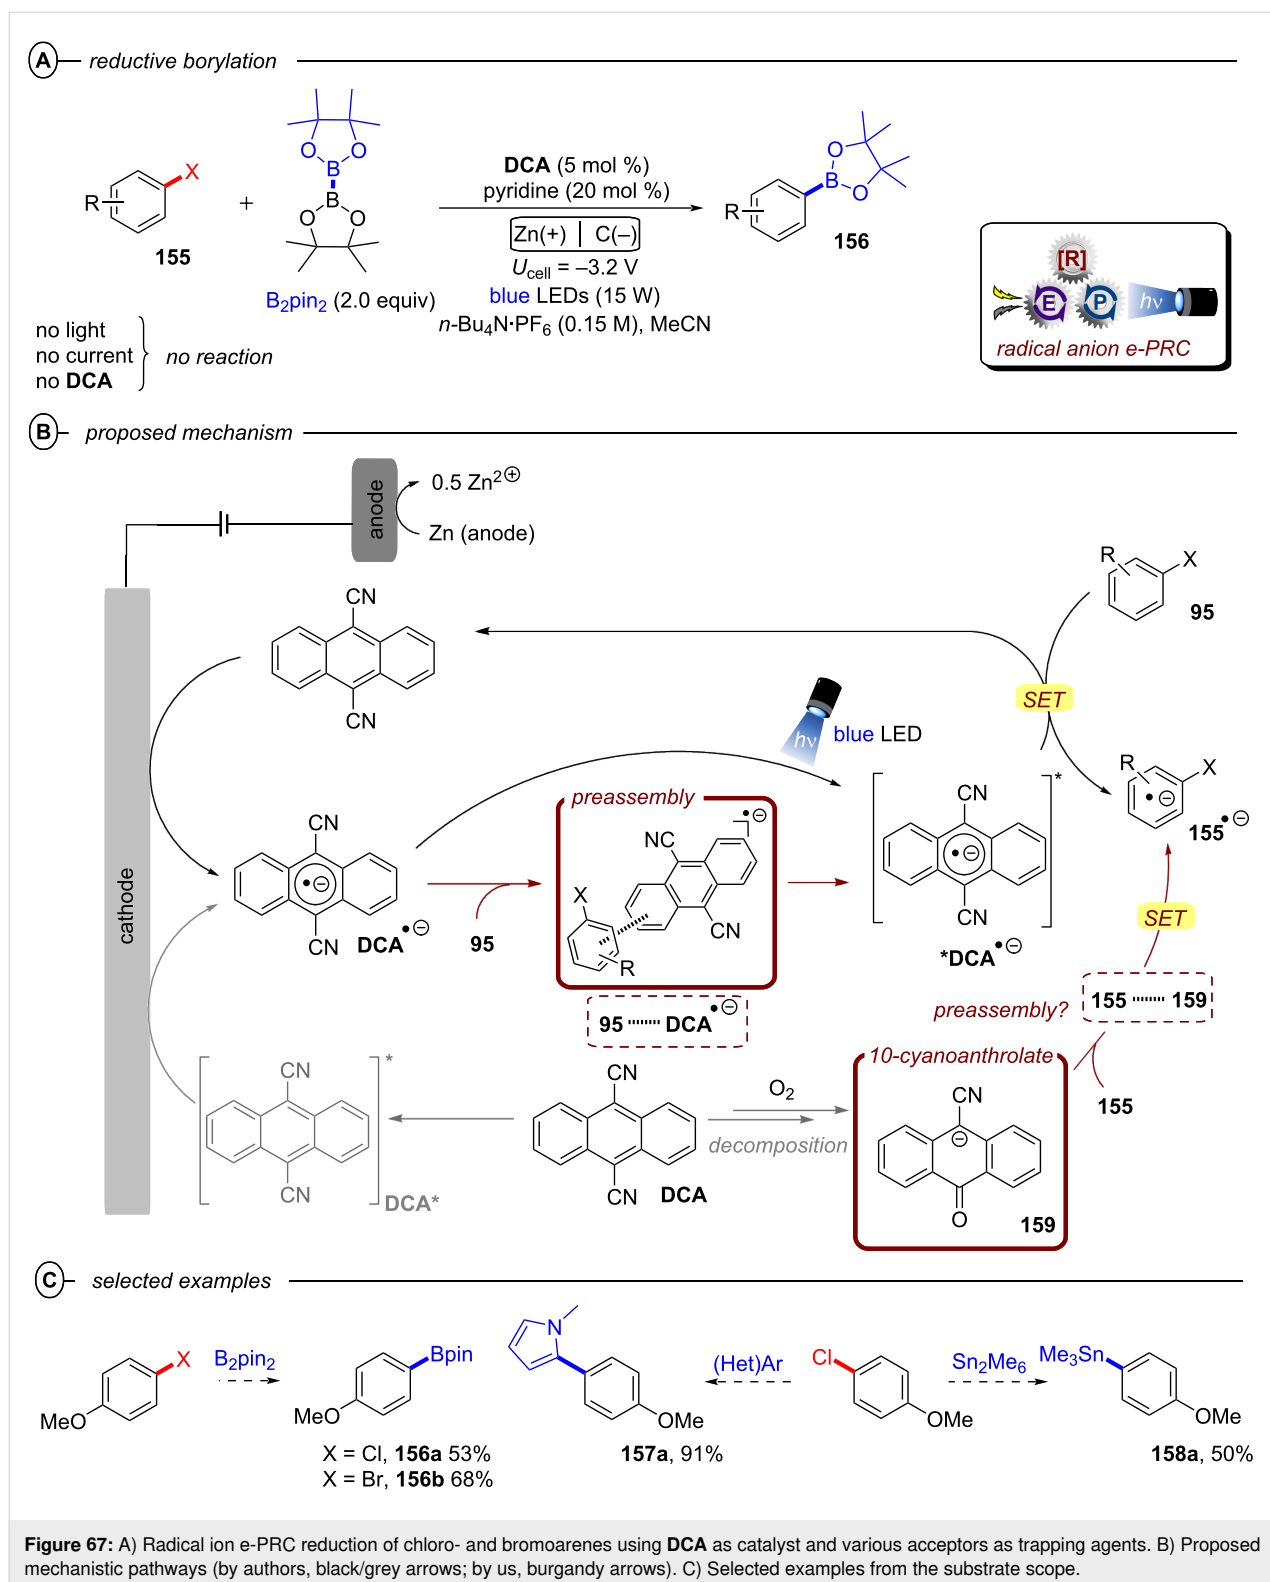 A reductive borylation
X
R
155
+
O O
B
B
O O
B2pin2 (2.0 equiv)
DCA (5 mol %)
pyridine (20 mol %)
Zn(+) | C(–)
Ucell = –3.2 V
blue LEDs (15 W)
n-Bu4N·PF6 (0.15 M), MeCN
O
B
O
R
156
no light
no current
no DCA
no reaction
[R]
E P hν
radical anion e-PRC
B proposed mechanism
anode
0.5 Zn2⊕
Zn (anode)
cathode
CN
CN
R
X
95
SET
hν
blue LED
R
X
155•⊖
CN
•⊖
CN
DCA•⊖
95
preassembly
•⊖
NC
X
CN
R
95 ······· DCA•⊖
*
CN
•⊖
CN
*DCA•⊖
SET
preassembly?
155 ······· 159
155
*
CN
CN
DCA*
CN
CN
DCA
O2
decomposition
10-cyanoanthrolate
CN
⊖
O
159
C selected examples
X
MeO
B2pin2
Bpin
MeO
X = Cl, 156a 53%
X = Br, 156b 68%
N
OMe
157a, 91%
(Het)Ar
Cl
OMe
Sn2Me6
Me3Sn
OMe
158a, 50%
Figure 67: A) Radical ion e-PRC reduction of chloro- and bromoarenes using DCA as catalyst and various acceptors as trapping agents. B) Proposed
mechanistic pathways (by authors, black/grey arrows; by us, burgandy arrows). C) Selected examples from the substrate scope.